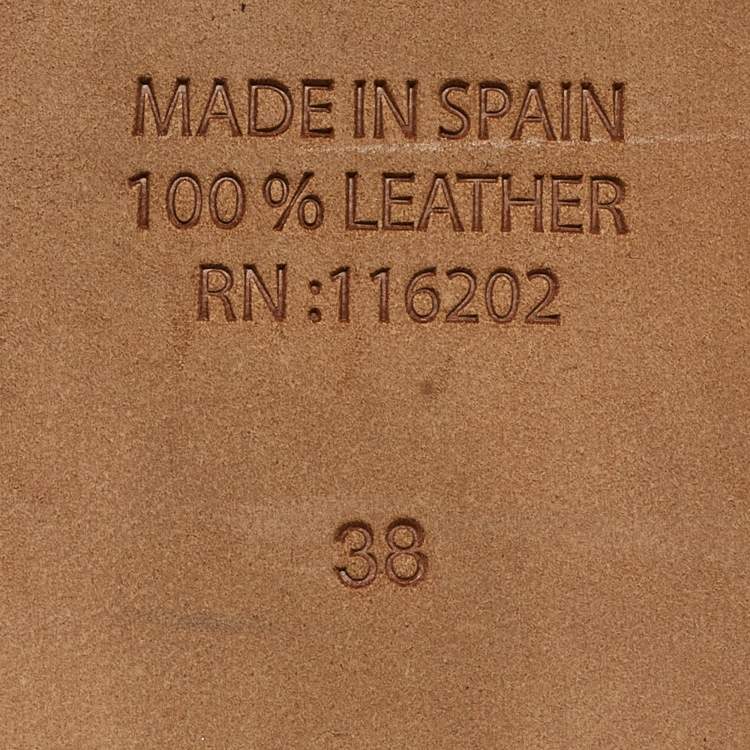 MADE IN SPAIN
100 % LEATHER
RN :116202
38